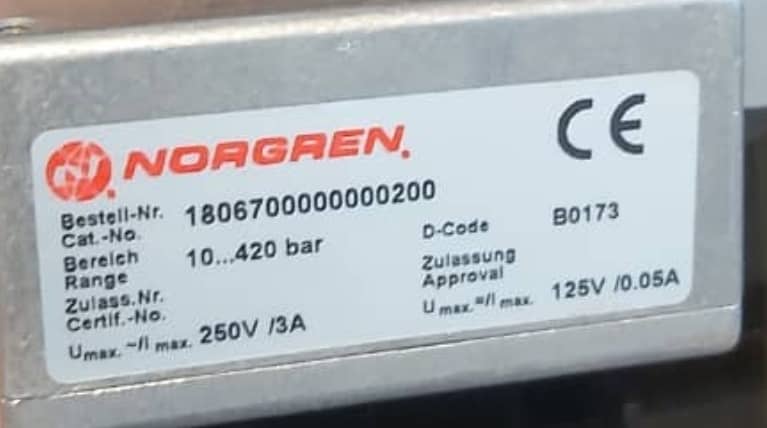 NORGREN.
CE
Bestell-Nr. 1806700000000200
Cat.-No.
Bereich 10...420 bar
Range
Zulass.Nr.
Certif.-No.
Umax. ~/I max. 250V /3A
D-Code B0173
Zulassung
Approval
Umax.=/I max. 125V /0.05A